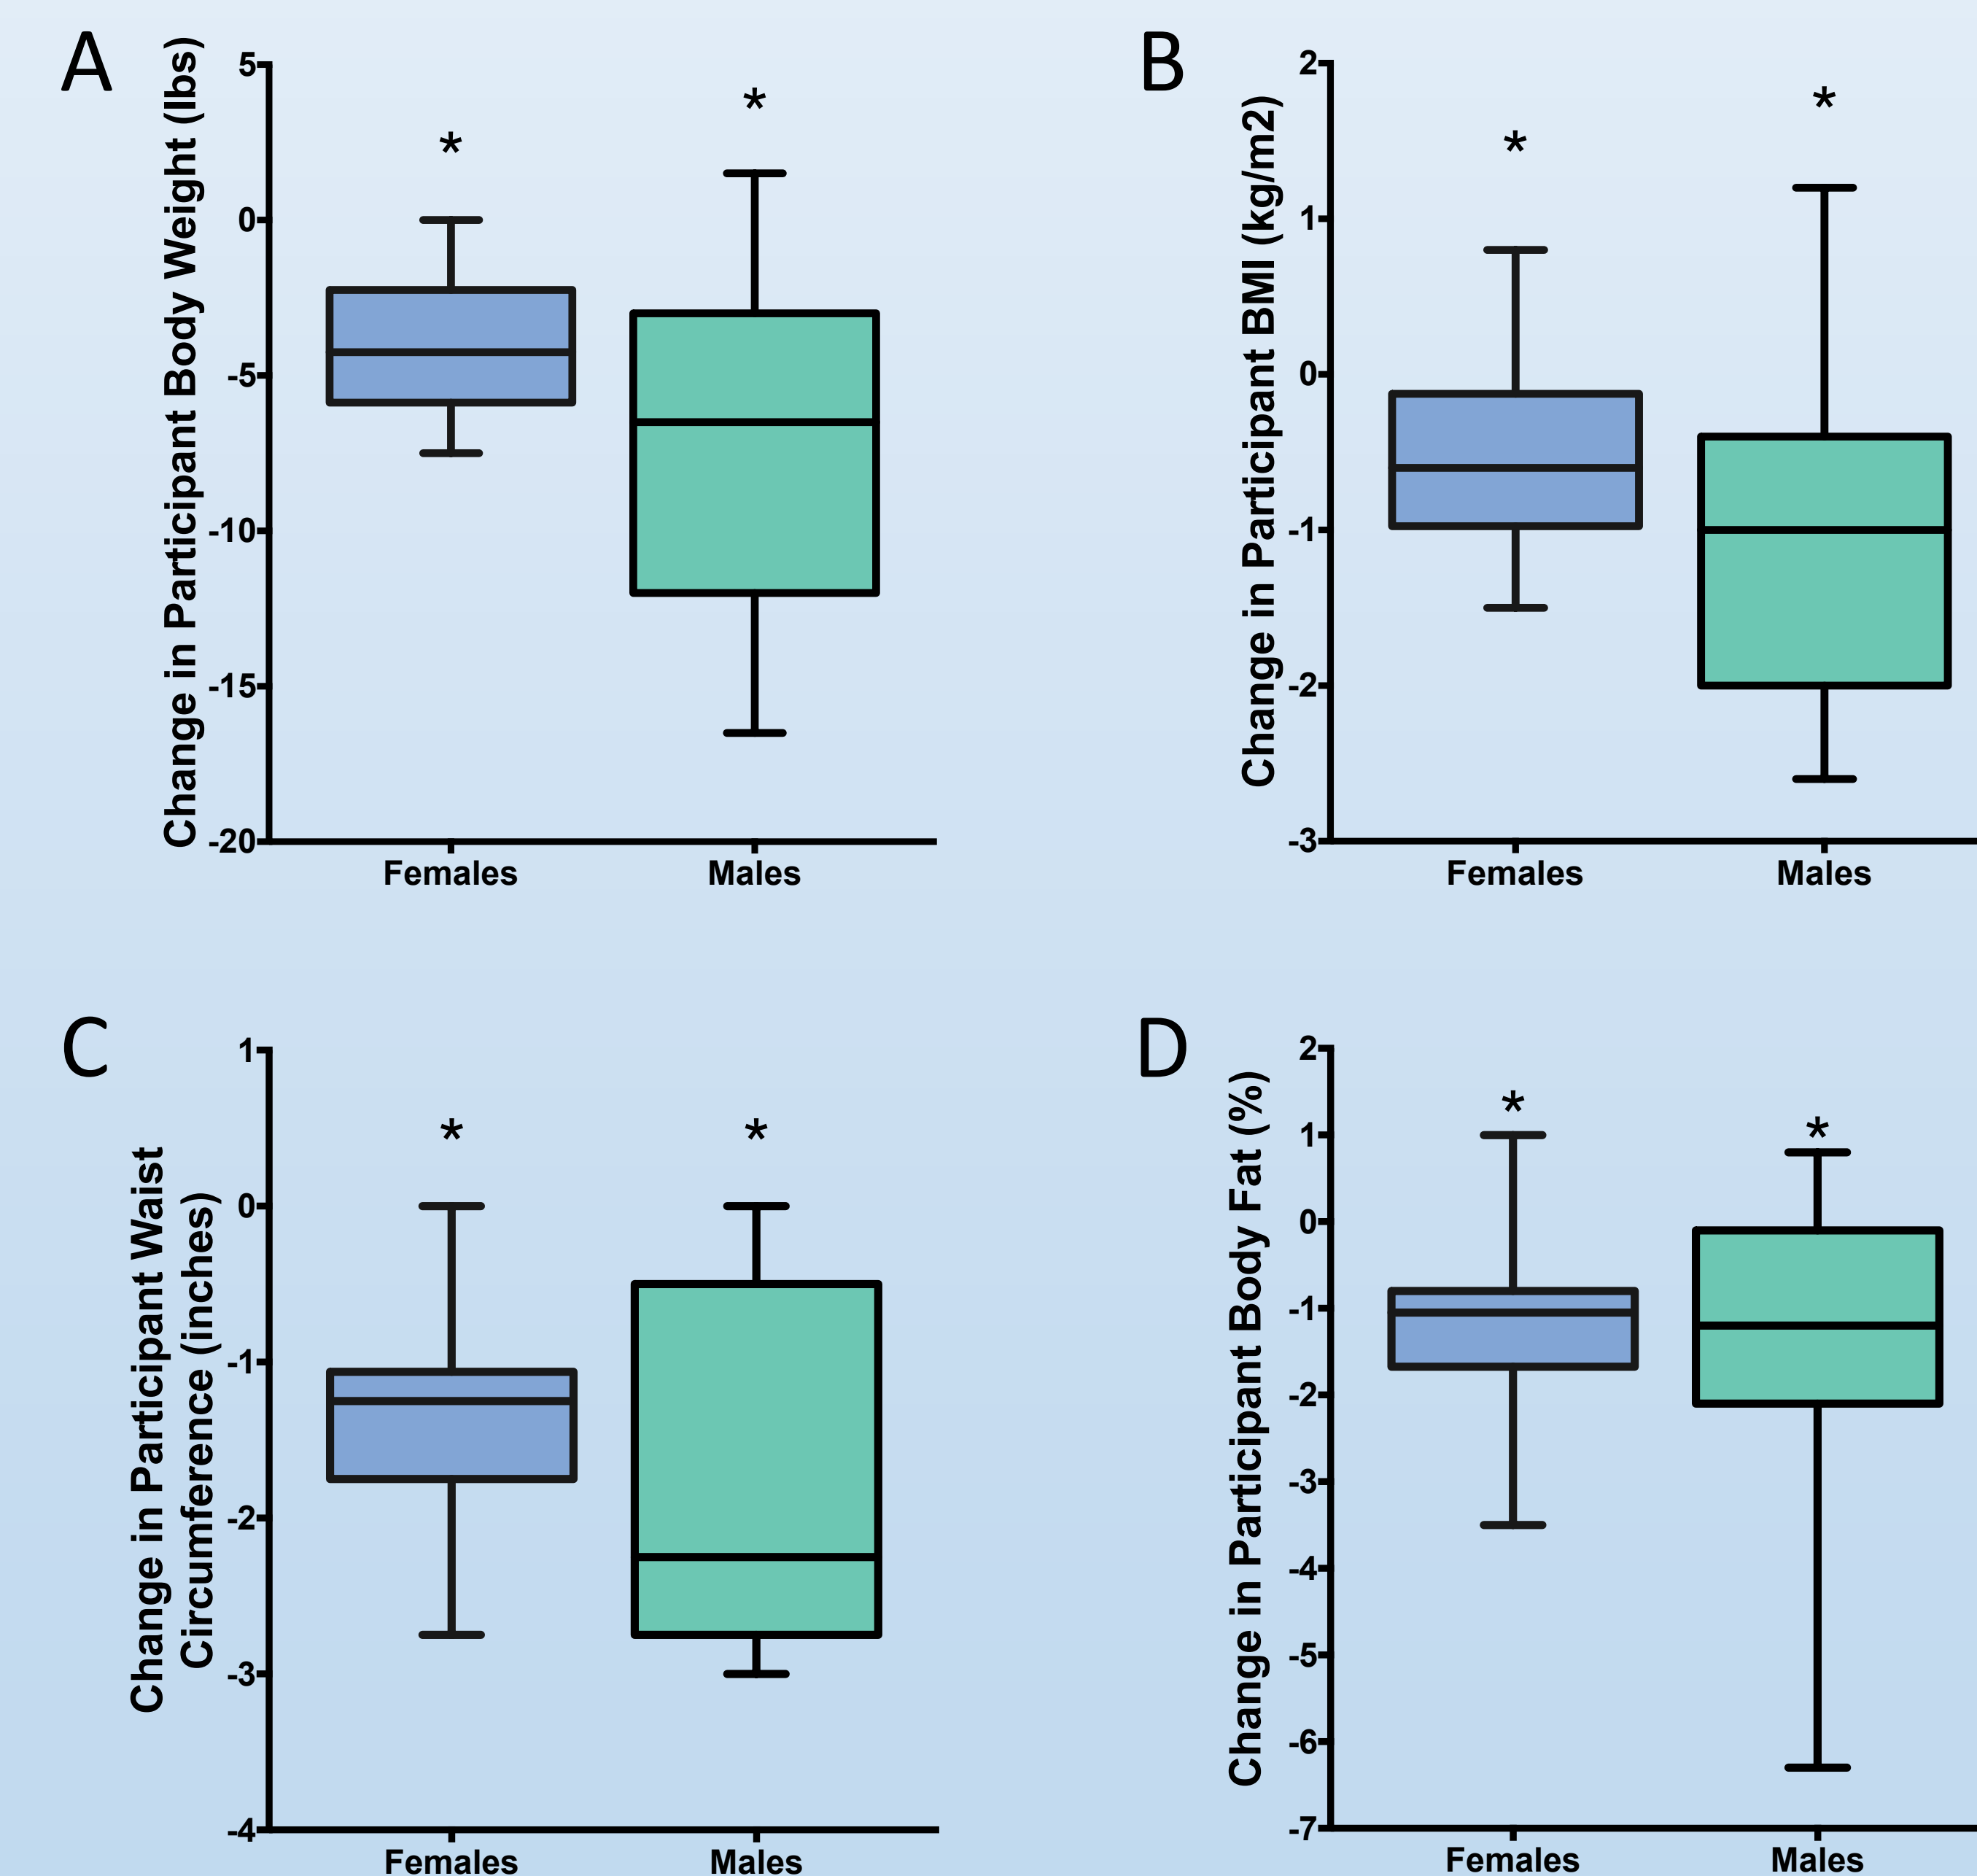 A
Change in Participant Body Weight (lbs)
5
0
-5
-10
-15
-20
*
*
Females
Males
B
Change in Participant BMI (kg/m2)
2
1
0
-1
-2
-3
*
*
Females
Males
C
Change in Participant Waist
Circumference (inches)
1
0
-1
-2
-3
-4
*
*
Females
Males
D
Change in Participant Body Fat (%)
2
1
0
-1
-2
-3
-4
-5
-6
-7
*
*
Females
Males